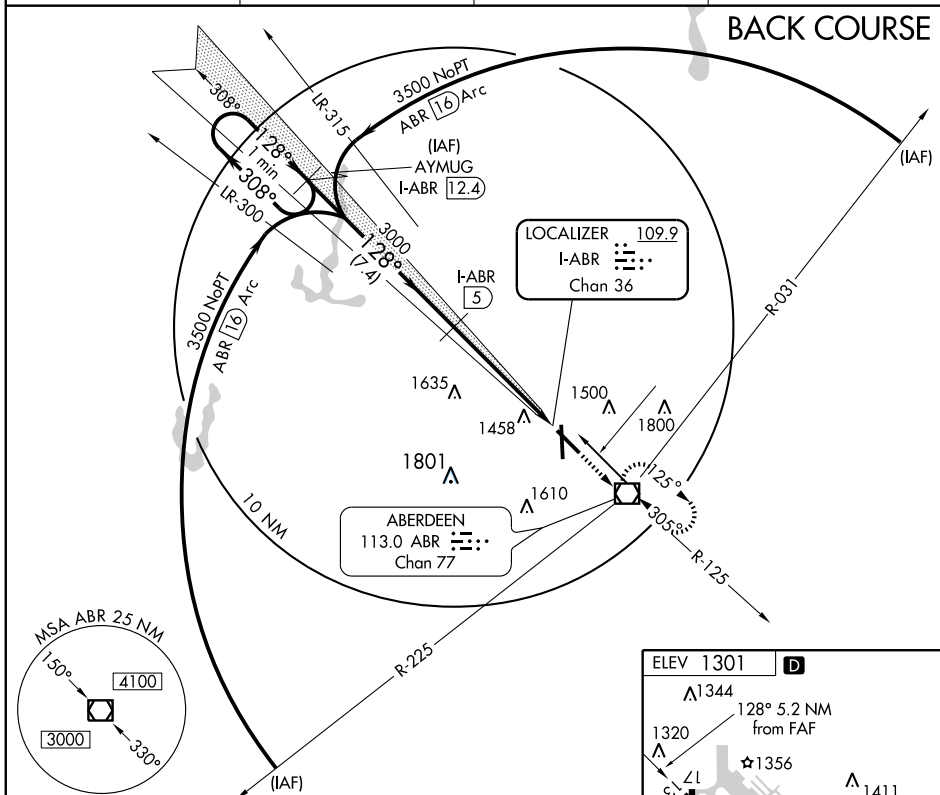 BACK COURSE
3500 NoPT
ABR 16 Arc
LR-315
308°
128°
1 min
308°
LR-300
(IAF)
AYMUG
I-ABR 12.4
(IAF)
3000
128°
(7.4)
LOCALIZER 109.9
I-ABR
Chan 36
I-ABR
5
R-031
3500 NoPT
ABR 16 Arc
1635
1458
1500
1800
1801
1610
125°
305°
10 NM
ABERDEEN
113.0 ABR
Chan 77
R-125
R-225
MSA ABR 25 NM
150°
4100
3000
330°
(IAF)
ELEV 1301 D
1344
128° 5.2 NM
from FAF
1320
1356
17
1411